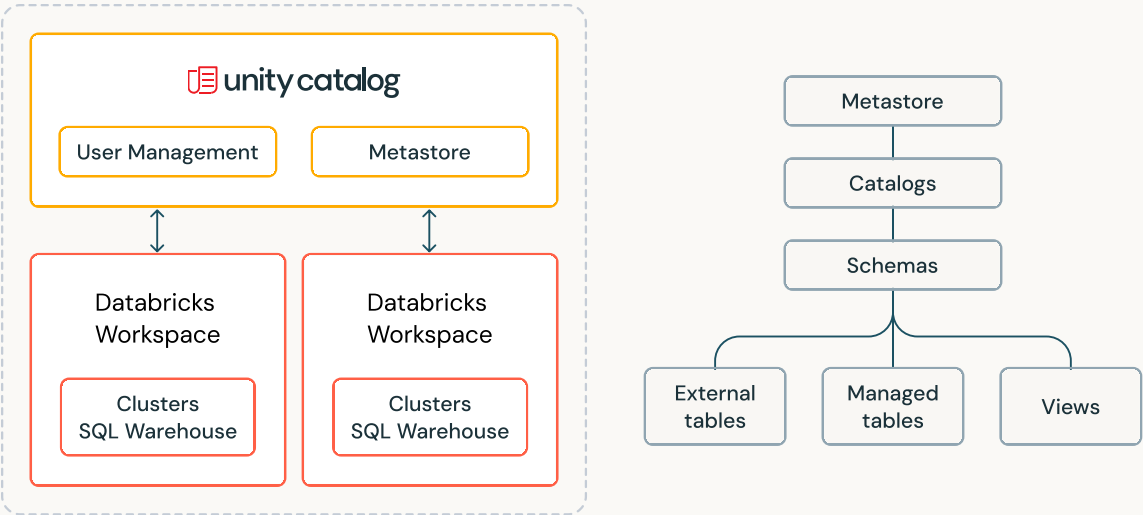 unity catalog
User Management
Metastore
Databricks
Workspace
Clusters
SQL Warehouse
Databricks
Workspace
Clusters
SQL Warehouse
Metastore
Catalogs
Schemas
External
tables
Managed
tables
Views